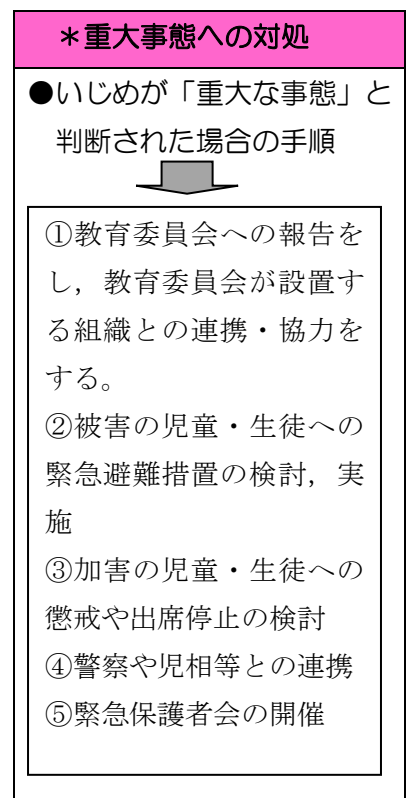 ＊重大事態への対処
●いじめが「重大な事態」と
判断された場合の手順
①教育委員会への報告を
し，教育委員会が設置す
る組織との連携・協力を
する。
②被害の児童・生徒への
緊急避難措置の検討，実
施
③加害の児童・生徒への
懲戒や出席停止の検討
④警察や児相等との連携
⑤緊急保護者会の開催